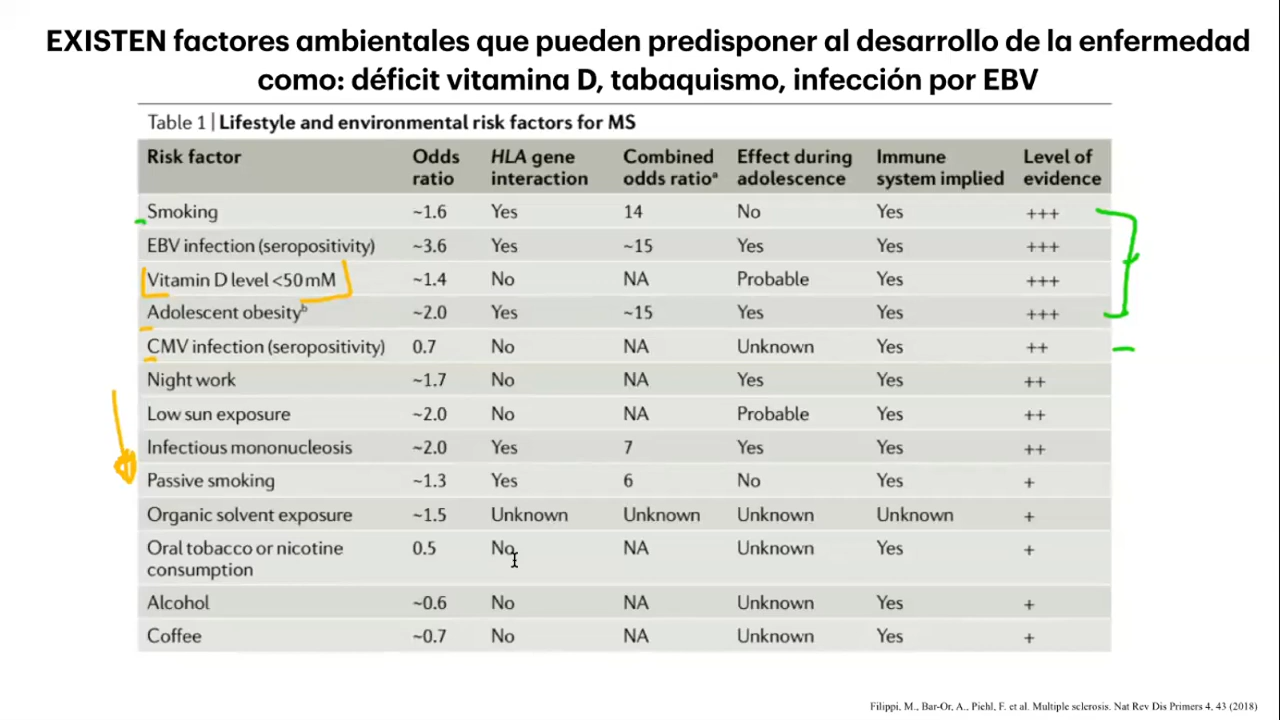 EXISTEN factores ambientales que pueden predisponer al desarrollo de la enfermedad
como: déficit vitamina D, tabaquismo, infección por EBV
Table 1 | Lifestyle and environmental risk factors for MS
Risk factor Odds ratio HLA gene interaction Combined odds ratioᵃ Effect during adolescence Immune system implied Level of evidence
Smoking ~1.6 Yes 14 No Yes +++
EBV infection (seropositivity) ~3.6 Yes ~15 Yes Yes +++
Vitamin D level <50 mM ~1.4 No NA Probable Yes +++
Adolescent obesityᵇ ~2.0 Yes ~15 Yes Yes +++
CMV infection (seropositivity) 0.7 No NA Unknown Yes ++
Night work ~1.7 No NA Yes Yes ++
Low sun exposure ~2.0 No NA Probable Yes ++
Infectious mononucleosis ~2.0 Yes 7 Yes Yes ++
Passive smoking ~1.3 Yes 6 No Yes +
Organic solvent exposure ~1.5 Unknown Unknown Unknown Unknown +
Oral tobacco or nicotine consumption 0.5 No NA Unknown Yes +
Alcohol ~0.6 No NA Unknown Yes +
Coffee ~0.7 No NA Unknown Yes +
Filippi, M., Bar-Or, A., Piehl, F. et al. Multiple sclerosis. Nat Rev Dis Primers 4, 43 (2018)